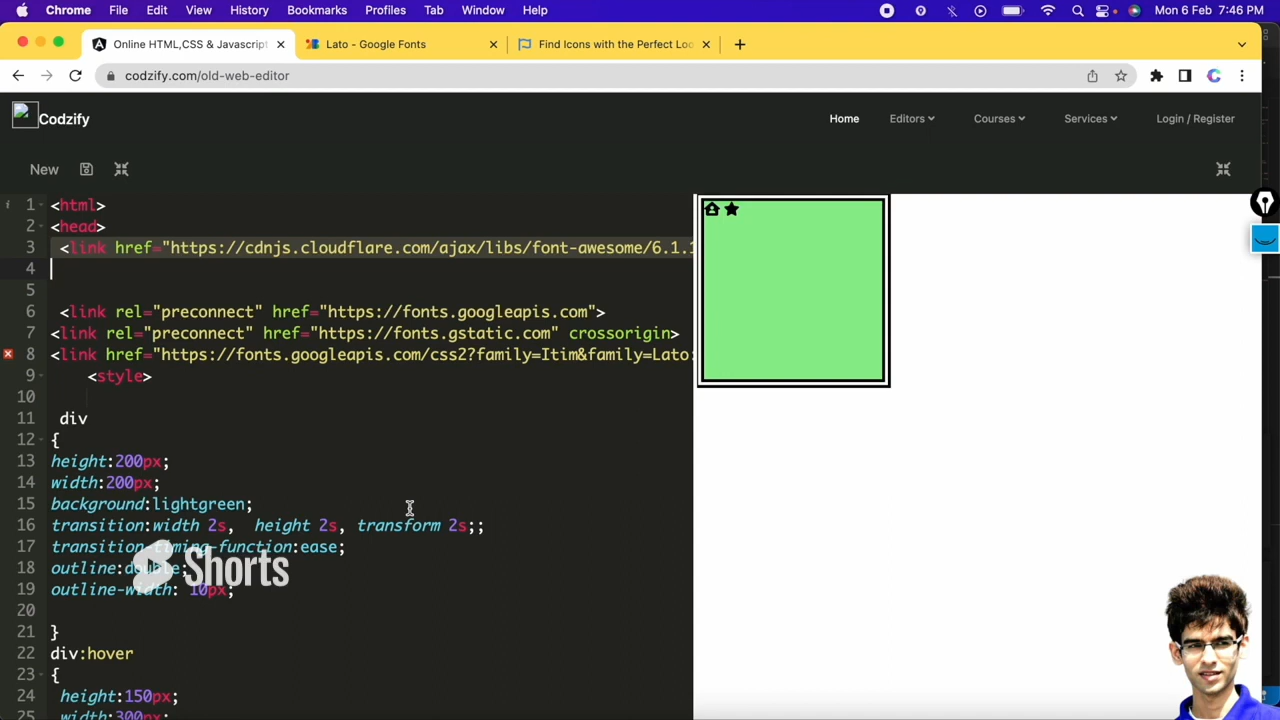 Chrome File Edit View History Bookmarks Profiles Tab Window Help Mon 6 Feb 7:46 PM
Online HTML,CSS & Javascript Lato - Google Fonts Find Icons with the Perfect Loo
codzify.com/old-web-editor
Codzify Home Editors Courses Services Login / Register
New
1 <html>
2 <head>
3 <link href="https://cdnjs.cloudflare.com/ajax/libs/font-awesome/6.1.1
4
5
6 <link rel="preconnect" href="https://fonts.googleapis.com">
7 <link rel="preconnect" href="https://fonts.gstatic.com" crossorigin>
8 <link href="https://fonts.googleapis.com/css2?family=Itim&family=Lato:
9 <style>
10
11 div
12 {
13 height:200px;
14 width:200px;
15 background:lightgreen;
16 transition:width 2s, height 2s, transform 2s;;
17 transition-timing-function:ease;
18 outline:double;
19 outline-width: 10px;
20
21 }
22 div:hover
23 {
24 height:150px;
25 width:300px;
Shorts